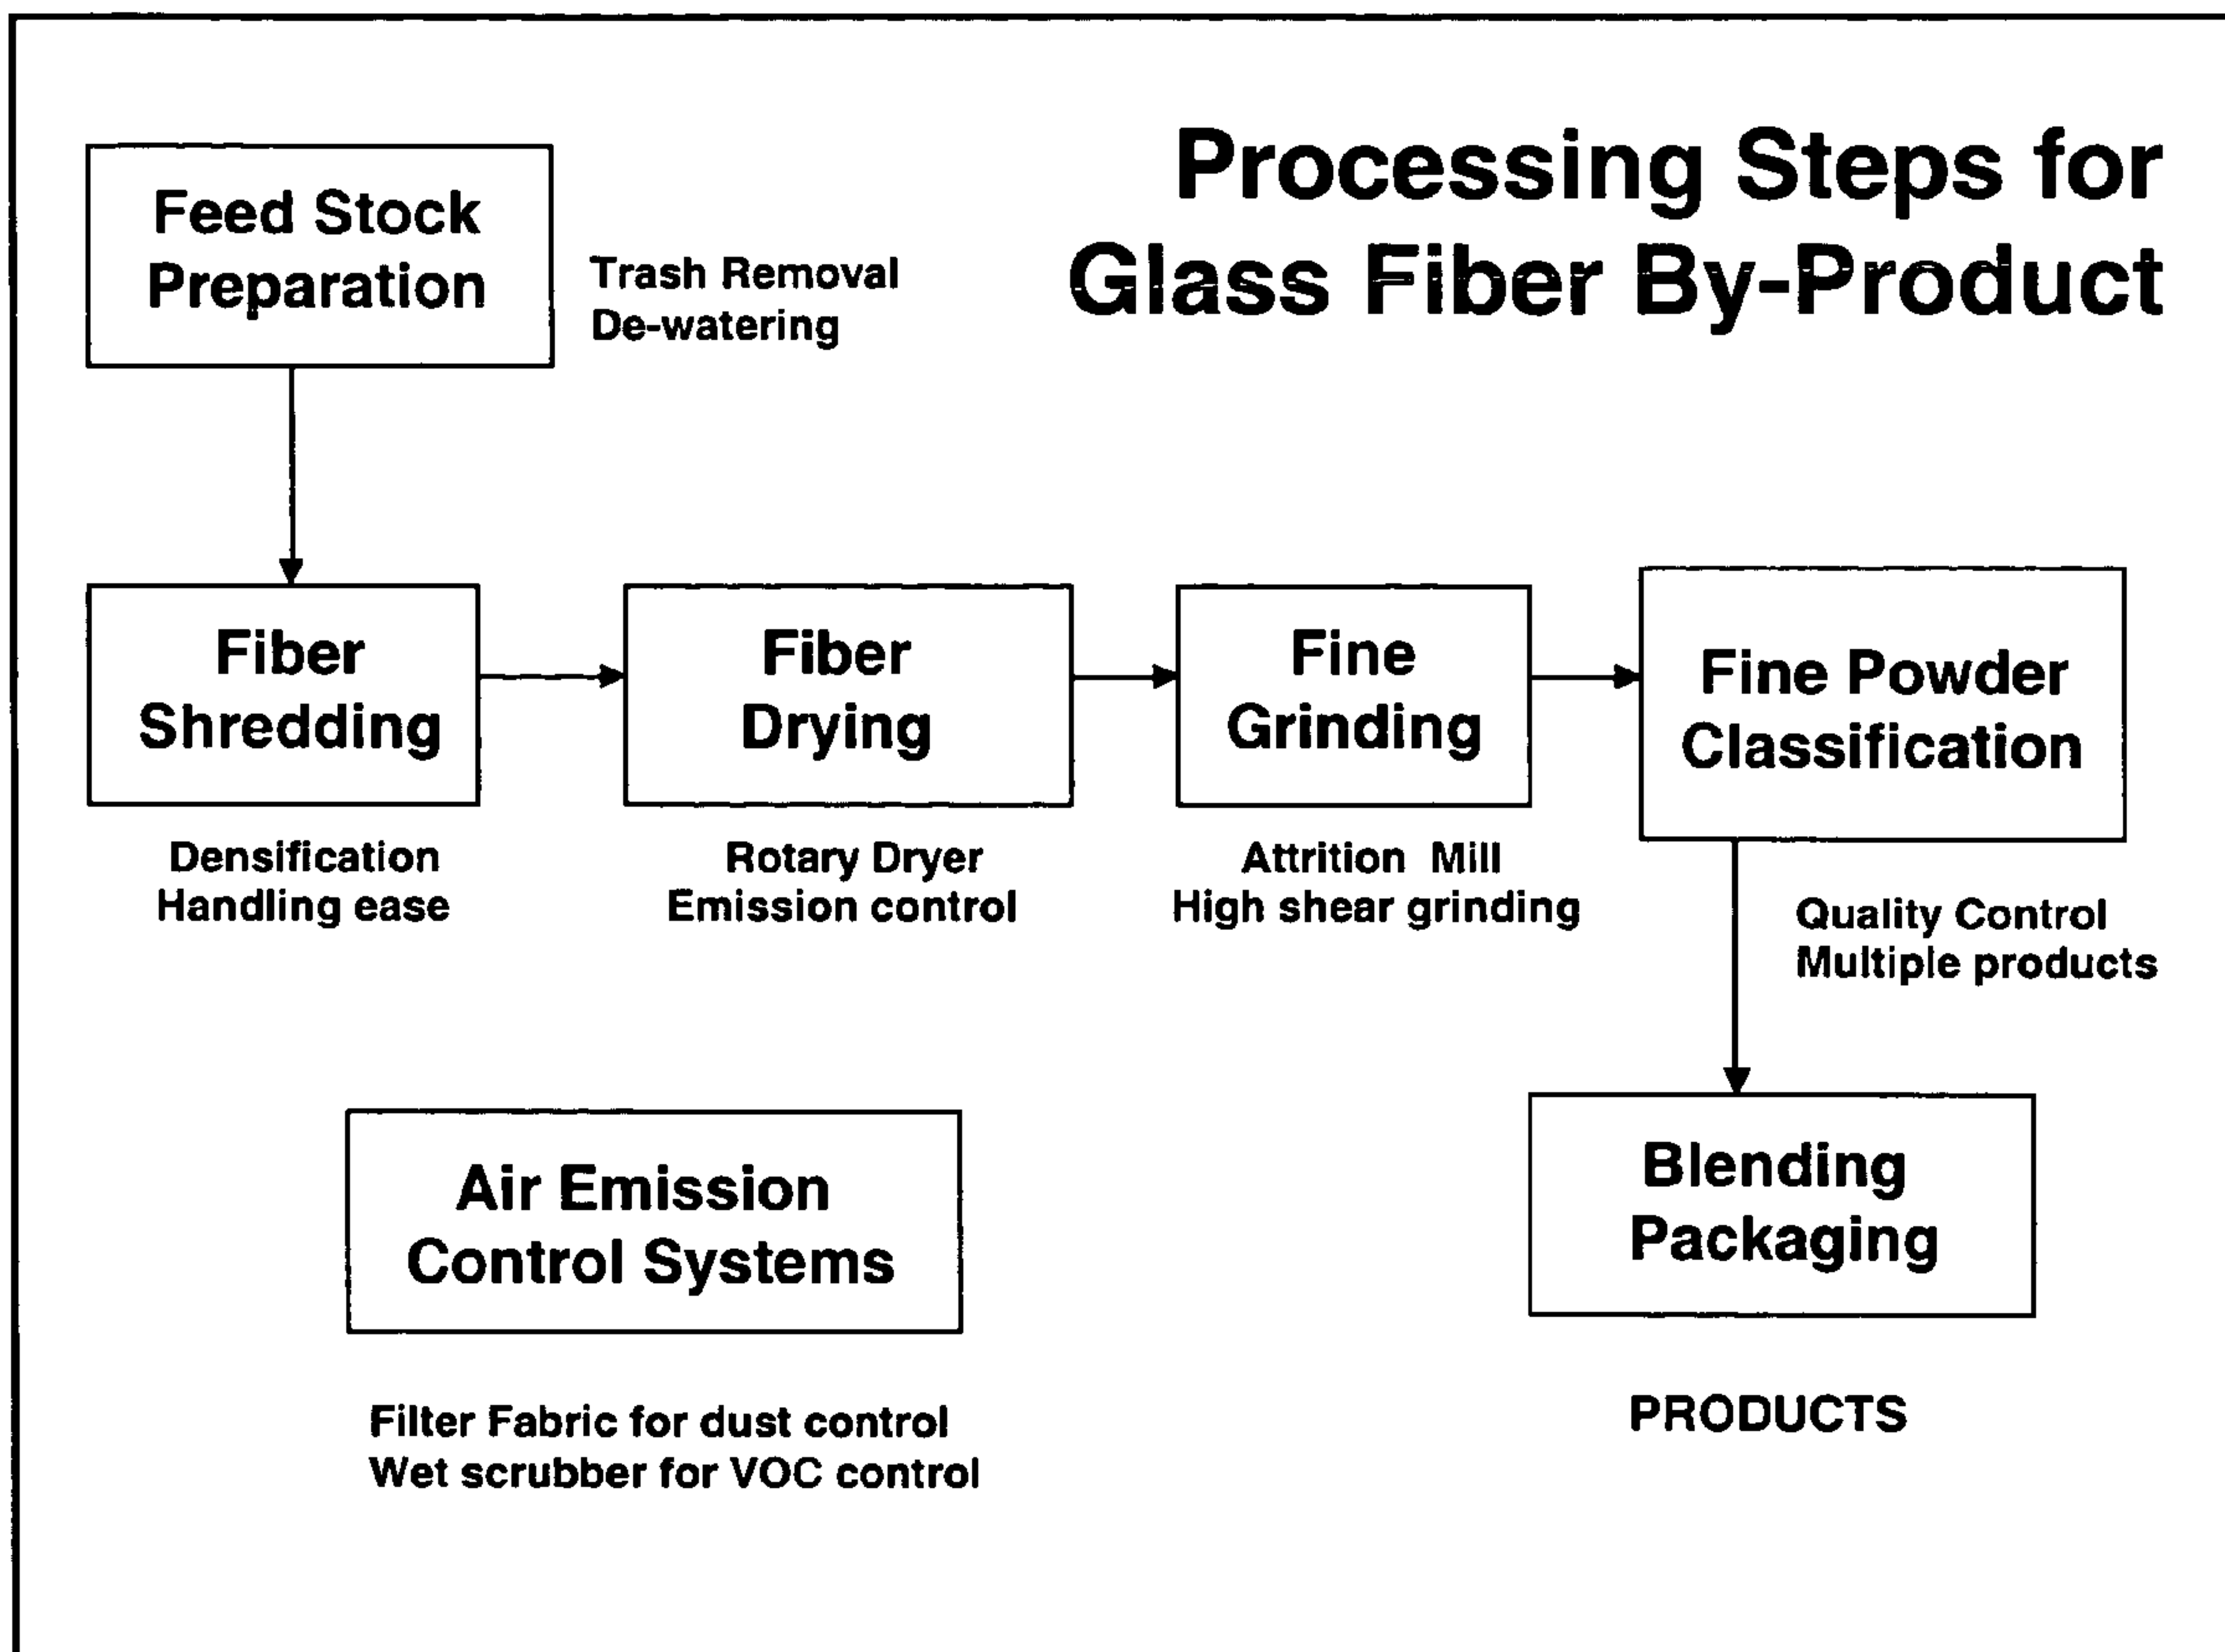 Processing Steps for
Glass Fiber By-Product
Feed Stock
Preparation
Trash Removal
De-watering
Fiber
Shredding
Densification
Handling ease
Fiber
Drying
Rotary Dryer
Emission control
Fine
Grinding
Attrition Mill
High shear grinding
Fine Powder
Classification
Quality Control
Multiple products
Blending
Packaging
PRODUCTS
Air Emission
Control Systems
Filter Fabric for dust control
Wet scrubber for VOC control